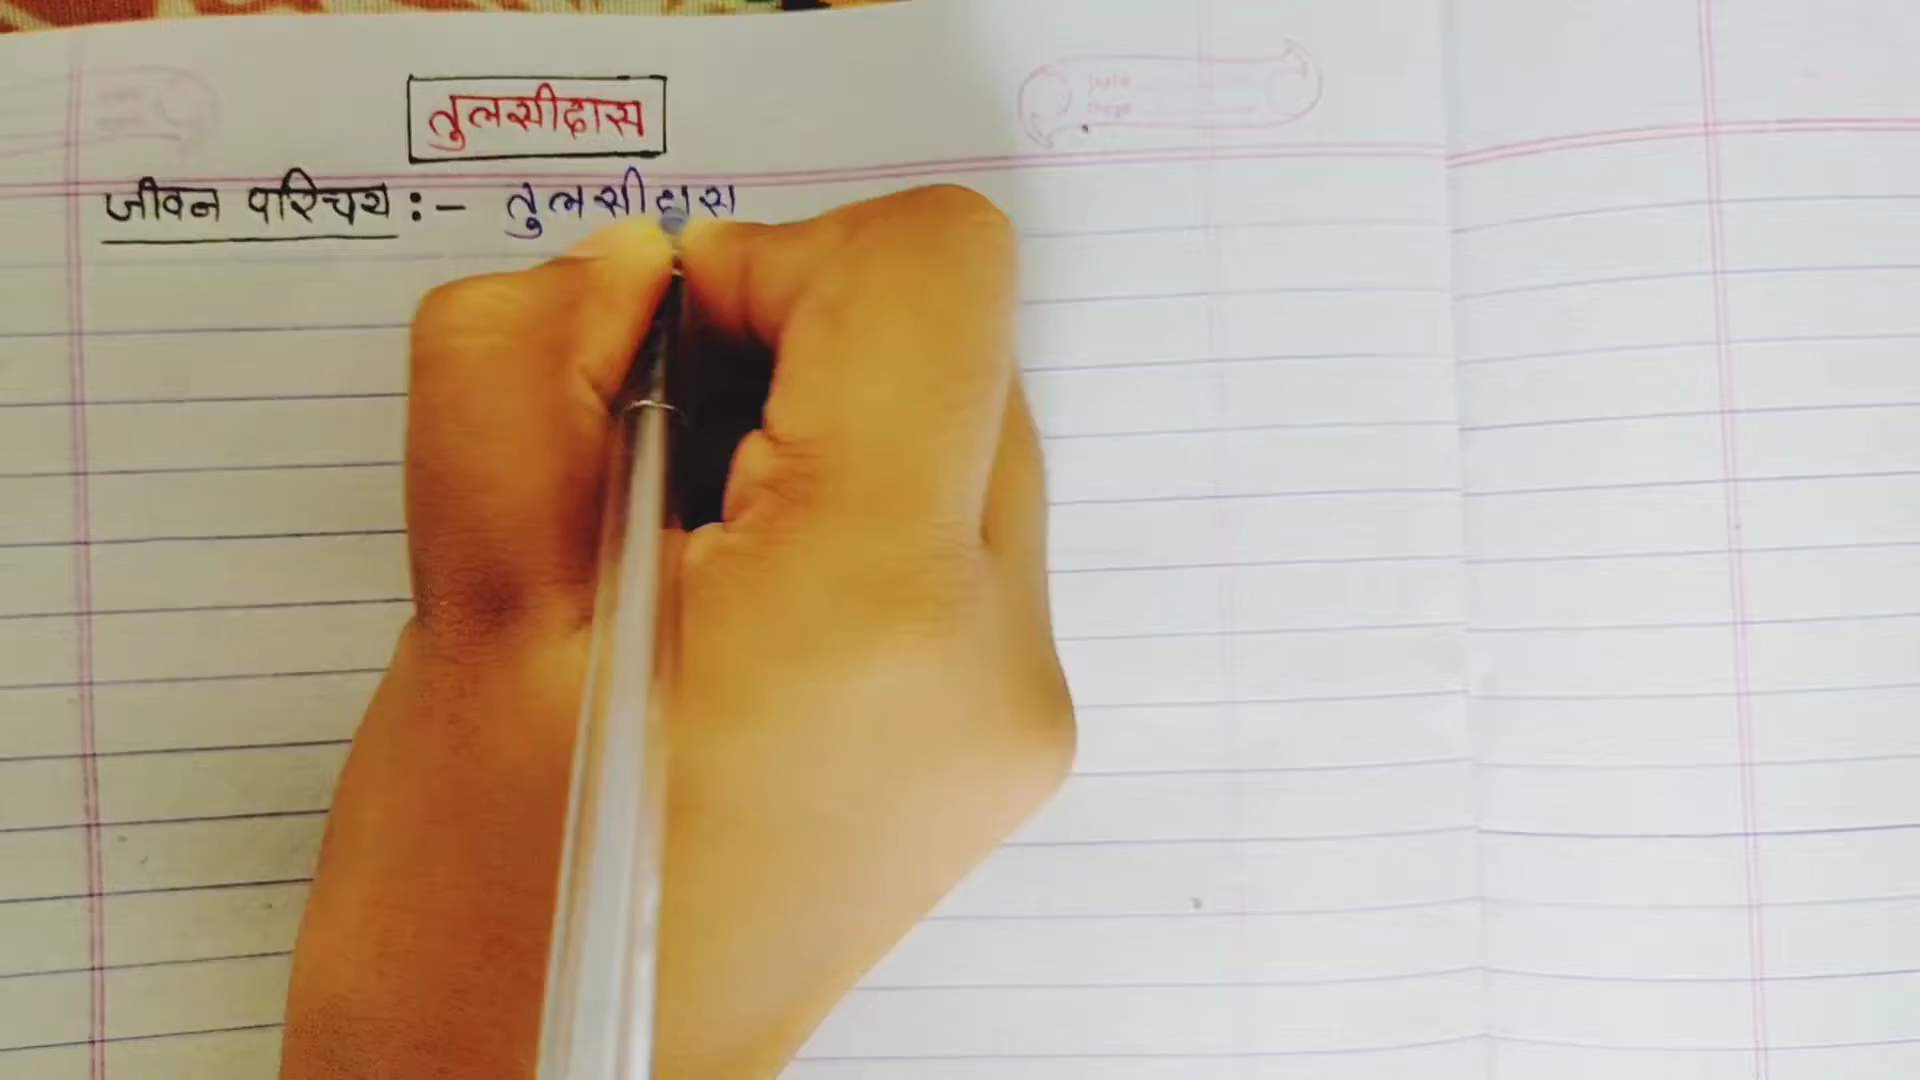 तुलसीदास
जीवन परिचय :- तुलसीदास